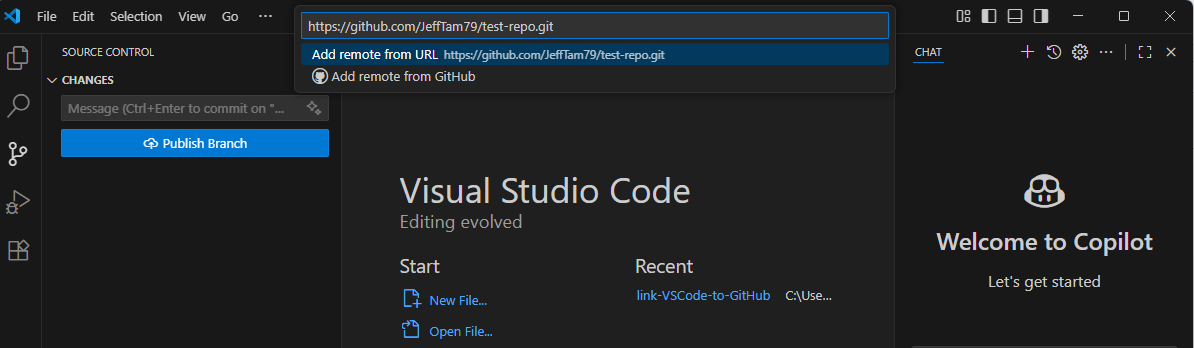 File Edit Selection View Go ···
https://github.com/JeffTam79/test-repo.git
Add remote from URL https://github.com/JeffTam79/test-repo.git
Add remote from GitHub
SOURCE CONTROL
CHANGES
Message (Ctrl+Enter to commit on "...
Publish Branch
Visual Studio Code
Editing evolved
Start
New File...
Open File...
Recent
link-VSCode-to-GitHub C:\Use...
CHAT
Welcome to Copilot
Let's get started